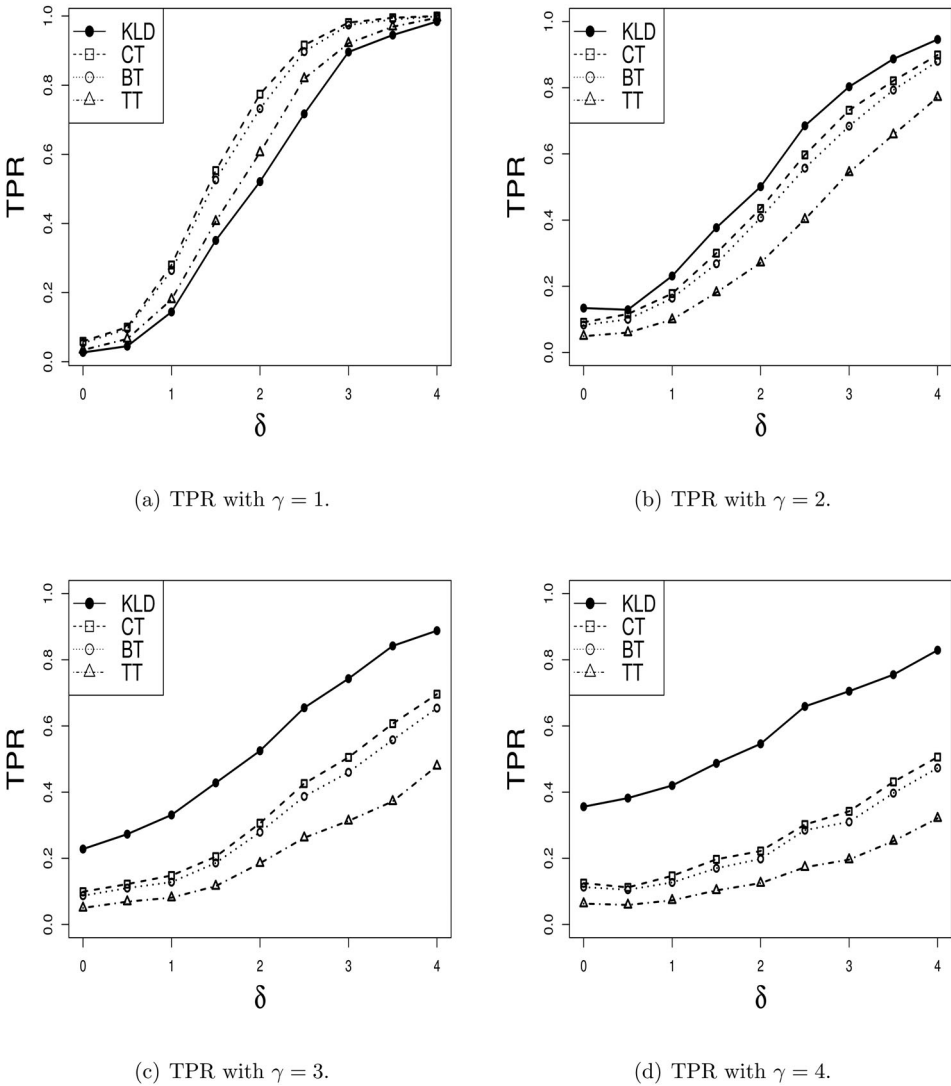 KLD
CT
BT
TT
TPR
0.0 0.2 0.4 0.6 0.8 1.0
0 1 2 3 4
δ
(a) TPR with γ = 1.
KLD
CT
BT
TT
TPR
0.0 0.2 0.4 0.6 0.8 1.0
0 1 2 3 4
δ
(b) TPR with γ = 2.
KLD
CT
BT
TT
TPR
0.0 0.2 0.4 0.6 0.8 1.0
0 1 2 3 4
δ
(c) TPR with γ = 3.
KLD
CT
BT
TT
TPR
0.0 0.2 0.4 0.6 0.8 1.0
0 1 2 3 4
δ
(d) TPR with γ = 4.